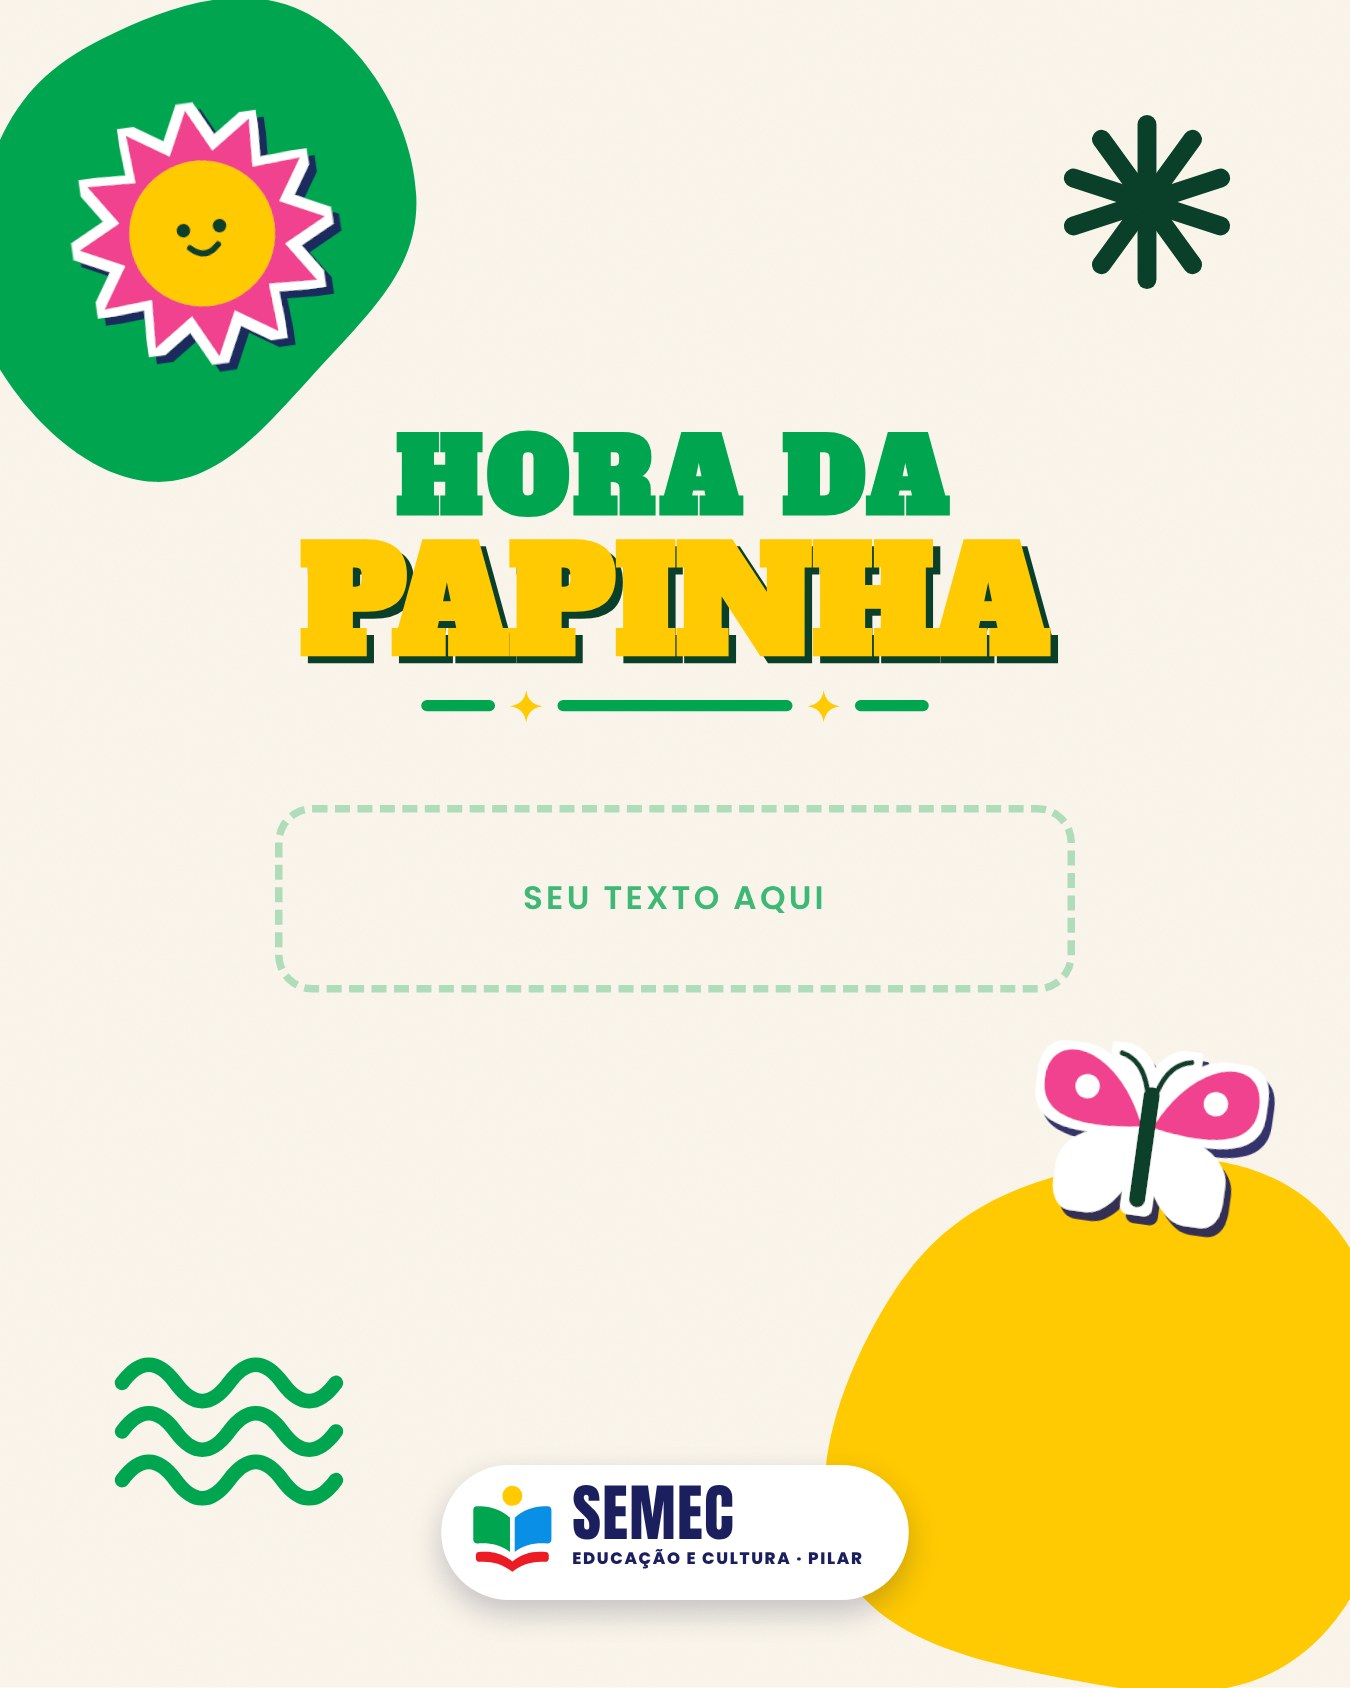 HORA DA
PAPINHA
SEU TEXTO AQUI
SEMEC
EDUCAÇÃO E CULTURA · PILAR